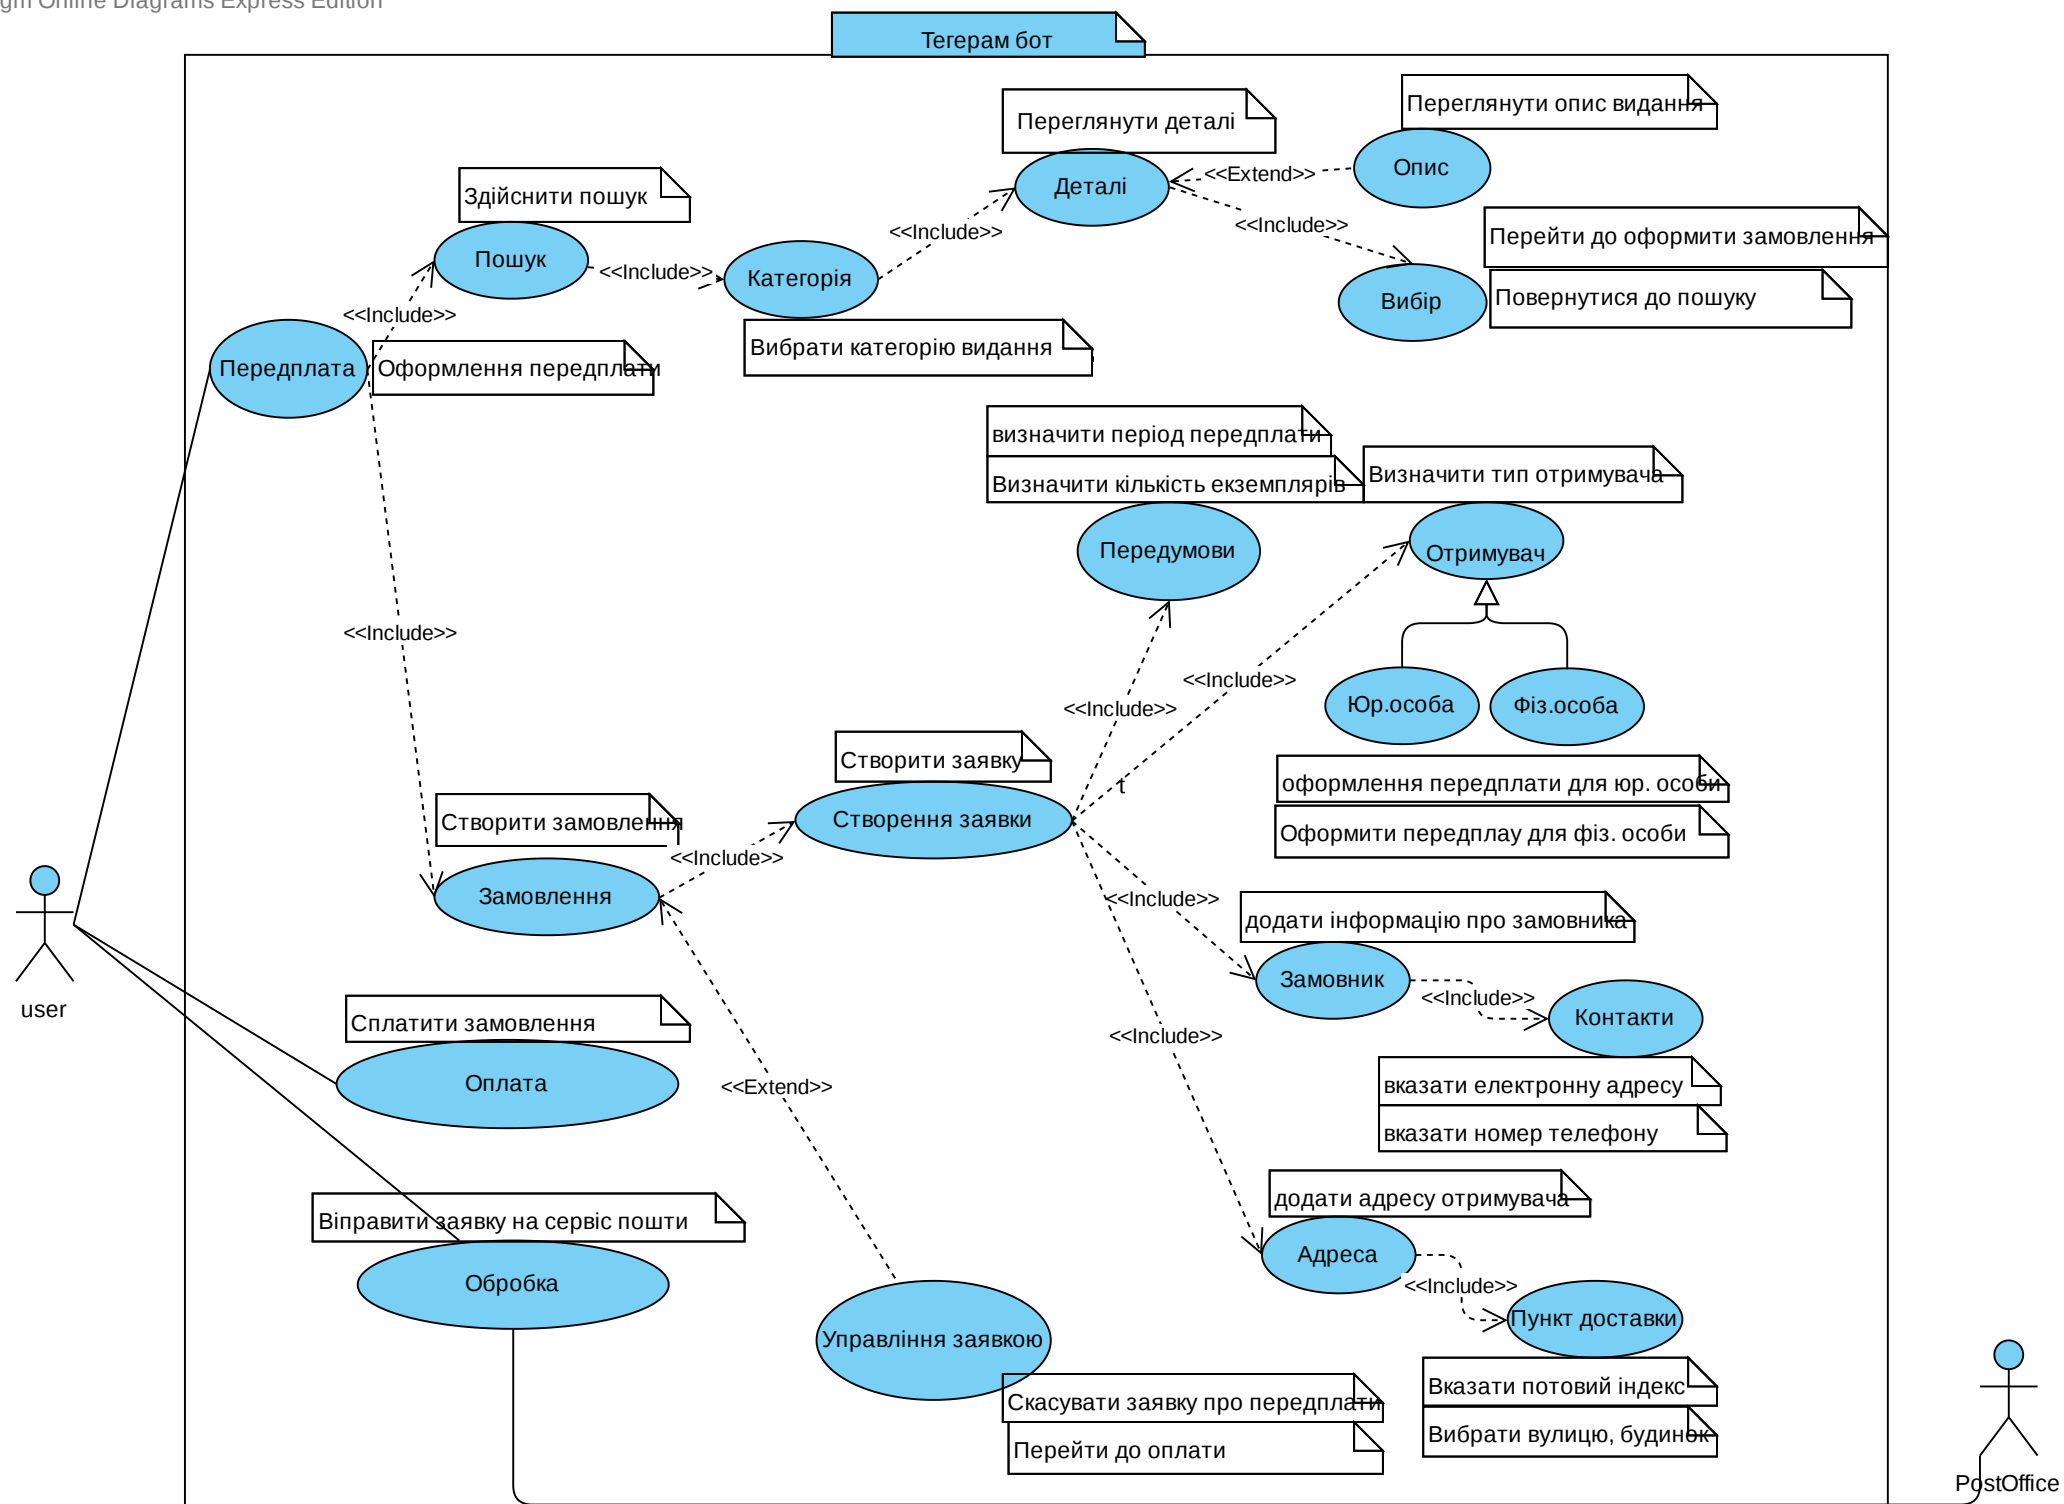 gm Online Diagrams Express Edition
Тегерам бот
Переглянути деталі
Переглянути опис видання
Деталі
<<Extend>>
Опис
Здійснити пошук
Пошук
<<Include>>
Категорія
<<Include>>
<<Include>>
Перейти до оформити замовлення
Вибір
Повернутися до пошуку
<<Include>>
Передплата
Оформлення передплати
Вибрати категорію видання
визначити період передплати
Визначити кількість екземплярів
Визначити тип отримувача
Передумови
Отримувач
<<Include>>
<<Include>>
<<Include>>
Юр.особа
Фіз.особа
оформлення передплати для юр. особи
Оформити передплау для фіз. особи
t
Створити заявку
Створення заявки
Створити замовлення
<<Include>>
Замовлення
<<Include>>
додати інформацію про замовника
Замовник
<<Include>>
Контакти
вказати електронну адресу
вказати номер телефону
user
Сплатити замовлення
Оплата
<<Extend>>
<<Include>>
додати адресу отримувача
Адреса
<<Include>>
Пункт доставки
Вказати потовий індекс
Вибрати вулицю, будинок
Віправити заявку на сервіс пошти
Обробка
Управління заявкою
Скасувати заявку про передплати
Перейти до оплати
PostOffice